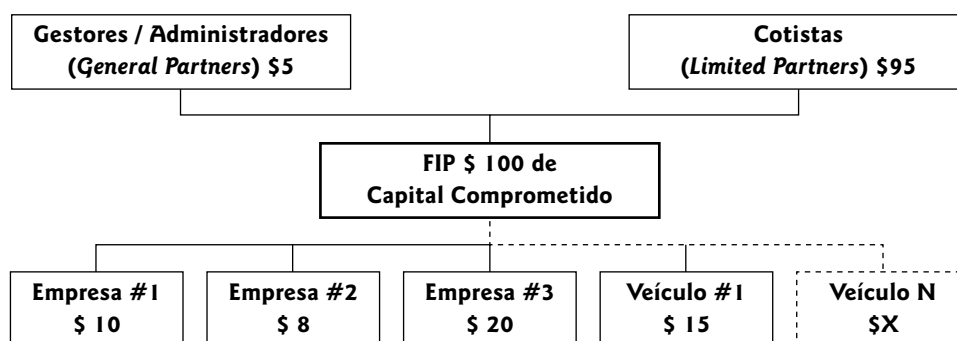 Gestores / Administradores
(General Partners) $5
Cotistas
(Limited Partners) $95
FIP $ 100 de
Capital Comprometido
Empresa #1
$ 10
Empresa #2
$ 8
Empresa #3
$ 20
Veículo #1
$ 15
Veículo N
$X